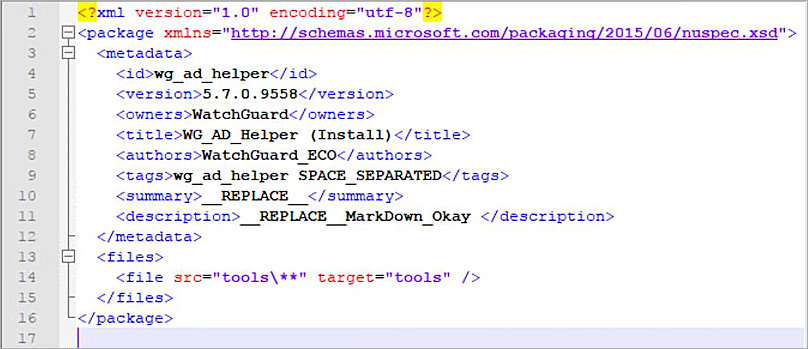 1 <?xml version="1.0" encoding="utf-8"?>
2 <package xmlns="http://schemas.microsoft.com/packaging/2015/06/nuspec.xsd">
3 <metadata>
4 <id>wg_ad_helper</id>
5 <version>5.7.0.9558</version>
6 <owners>WatchGuard</owners>
7 <title>WG_AD_Helper (Install)</title>
8 <authors>WatchGuard_ECO</authors>
9 <tags>wg_ad_helper SPACE_SEPARATED</tags>
10 <summary>__REPLACE__</summary>
11 <description>__REPLACE__MarkDown_Okay </description>
12 </metadata>
13 <files>
14 <file src="tools\**" target="tools" />
15 </files>
16 </package>
17